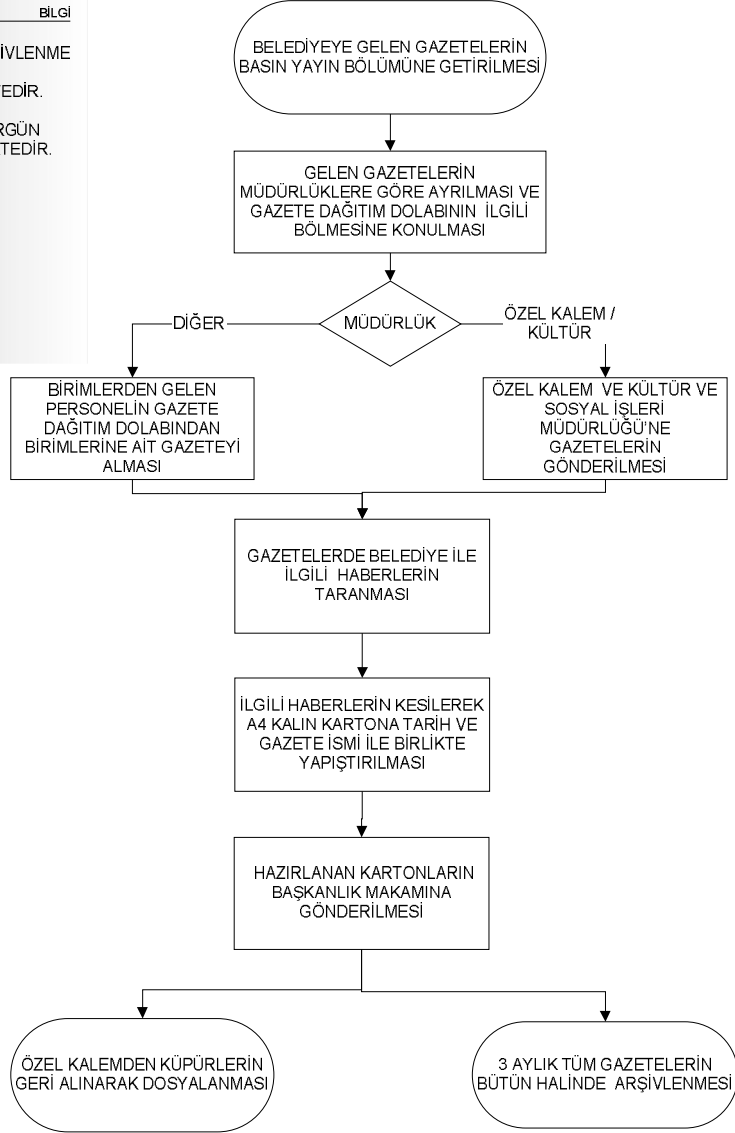 BİLGİ
BELEDİYEYE GELEN GAZETELERİN
BASIN YAYIN BÖLÜMÜNE GETİRİLMESİ
GELEN GAZETELERİN
MÜDÜRLÜKLERE GÖRE AYRILMASI VE
GAZETE DAĞITIM DOLABININ İLGİLİ
BÖLMESİNE KONULMASI
MÜDÜRLÜK
DİĞER
ÖZEL KALEM /
KÜLTÜR
BİRİMLERDEN GELEN
PERSONELİN GAZETE
DAĞITIM DOLABINDAN
BİRİMLERİNE AİT GAZETEYİ
ALMASI
ÖZEL KALEM VE KÜLTÜR VE
SOSYAL İŞLERİ
MÜDÜRLÜĞÜ'NE
GAZETELERİN
GÖNDERİLMESİ
GAZETELERDE BELEDİYE İLE
İLGİLİ HABERLERİN
TARANMASI
İLGİLİ HABERLERİN KESİLEREK
A4 KALIN KARTONA TARİH VE
GAZETE İSMİ İLE BİRLİKTE
YAPIŞTIRILMASI
HAZIRLANAN KARTONLARIN
BAŞKANLIK MAKAMINA
GÖNDERİLMESİ
ÖZEL KALEMDEN KÜPÜRLERİN
GERİ ALINARAK DOSYALANMASI
3 AYLIK TÜM GAZETELERİN
BÜTÜN HALİNDE ARŞİVLENMESİ